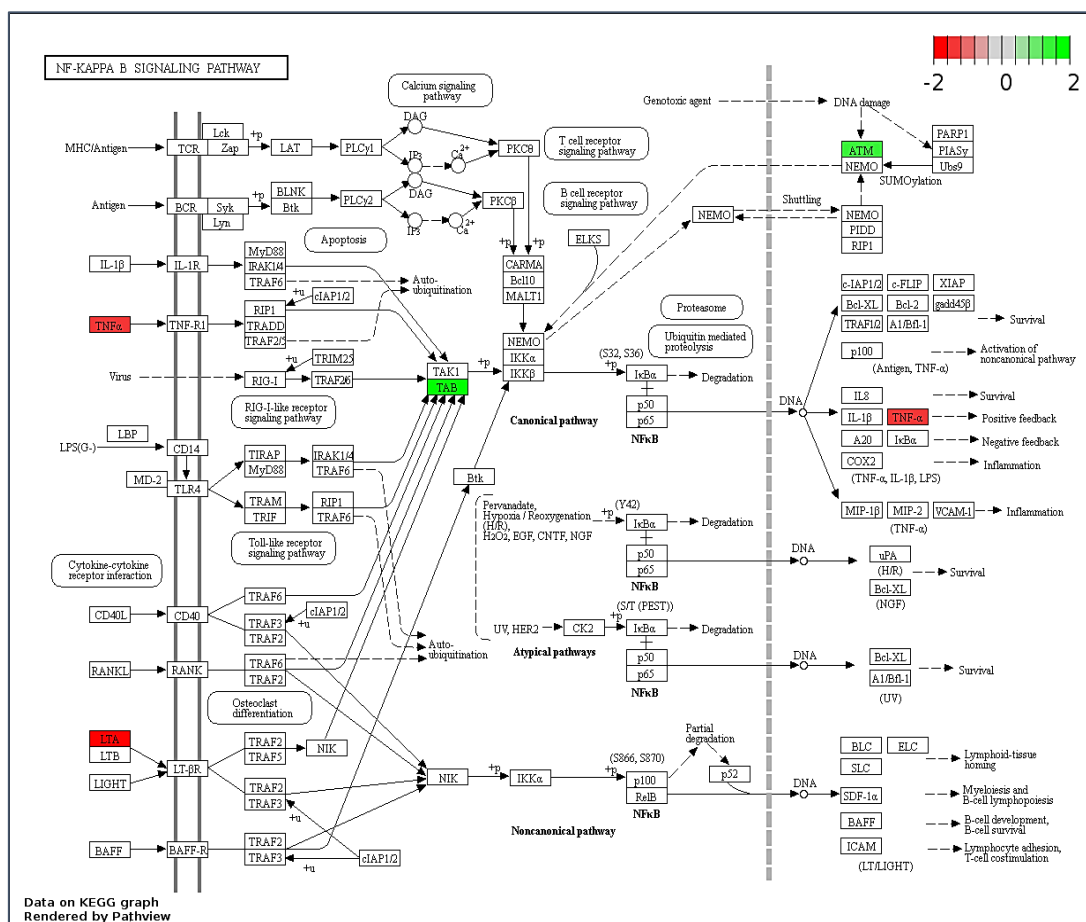 NF-KAPPA B SIGNALING PATHWAY
-2 0 2
Calcium signaling
pathway
Genotoxic agent
DNA damage
DAG
Lck
Zap
+p
MHC/Antigen
TCR
LAT
PLCγ1
IP3
Ca2+
PKCθ
T cell receptor
signaling pathway
ATM
NEMO
PARP1
PIASy
Ubs9
SUMOylation
B cell receptor
signaling pathway
Antigen
BCR
Syk
Lyn
+p
BLNK
Btk
PLCγ2
DAG
IP3
Ca2+
PKCβ
+p
+p
Shuttling
NEMO
NEMO
PIDD
RIP1
ELKS
Apoptosis
CARMA
Bcl10
MALT1
IL-1β
IL-1R
MyD88
IRAK1/4
TRAF6
Auto-
ubiquitination
+u
cIAP1/2
TNFα
TNF-R1
RIP1
TRADD
TRAF2/5
Proteasome
Ubiquitin mediated
proteolysis
c-IAP1/2
c-FLIP
XIAP
Bcl-XL
Bcl-2
gadd45β
TRAF1/2
A1/Bfl-1
Survival
p100
Activation of
noncanonical pathway
(Antigen, TNF-α)
NEMO
IKKα
IKKβ
Virus
+u
TRIM25
RIG-I
TRAF2/6
TAK1
TAB
+p
(S32, S36)
+p
IκBα
Degradation
p50
p65
NFκB
Canonical pathway
RIG-I-like receptor
signaling pathway
DNA
IL8
Survival
IL-1β
TNF-α
Positive feedback
A20
IκBα
Negative feedback
COX2
Inflammation
(TNF-α, IL-1β, LPS)
MIP-1β
MIP-2
VCAM-1
Inflammation
(TNF-α)
LBP
LPS(G-)
CD14
MD-2
TLR4
TIRAP
MyD88
IRAK1/4
TRAF6
TRAM
TRIF
RIP1
TRAF6
Toll-like receptor
signaling pathway
Btk
Pervanadate,
Hypoxia / Reoxygenation
(H/R),
H2O2, EGF, CNTF, NGF
+p
(Y42)
IκBα
Degradation
p50
p65
NFκB
DNA
uPA
(H/R)
Bcl-XL
(NGF)
Survival
Cytokine-cytokine
receptor interaction
CD40L
CD40
TRAF6
TRAF3
TRAF2
+u
cIAP1/2
Auto-
ubiquitination
RANKL
RANK
TRAF6
TRAF2
(S/T (PEST))
UV, HER2
CK2
+p
IκBα
Degradation
Atypical pathways
p50
p65
NFκB
DNA
Bcl-XL
A1/Bfl-1
(UV)
Survival
Osteoclast
differentiation
LTA
LTB
LIGHT
LT-βR
TRAF2
TRAF5
NIK
TRAF2
TRAF3
+u
NIK
+p
IKKα
+p
(S866, S870)
p100
RelB
NFκB
Partial
degradation
p52
Noncanonical pathway
DNA
BLC
ELC
SLC
Lymphoid-tissue
homing
SDF-1α
Myeloiesis and
B-cell lymphopoiesis
BAFF
B-cell development,
B-cell survival
ICAM
Lymphocyte adhesion,
T-cell costimulation
(LT/LIGHT)
BAFF
BAFF-R
TRAF2
TRAF3
+u
cIAP1/2
Data on KEGG graph
Rendered by Pathview